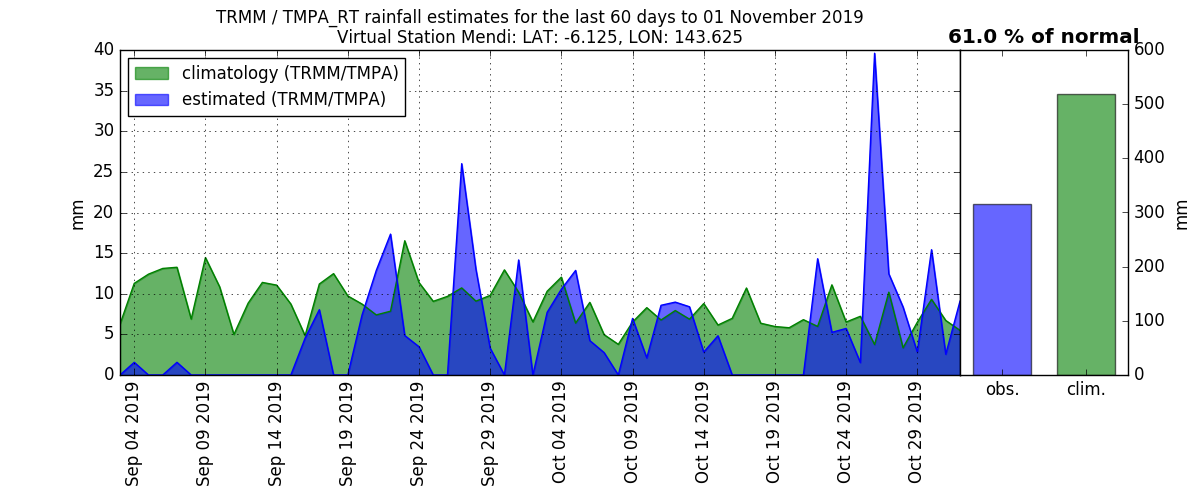 TRMM / TMPA_RT rainfall estimates for the last 60 days to 01 November 2019
Virtual Station Mendi: LAT: -6.125, LON: 143.625
61.0 % of normal
climatology (TRMM/TMPA)
estimated (TRMM/TMPA)
mm
40
35
30
25
20
15
10
5
0
Sep 04 2019
Sep 09 2019
Sep 14 2019
Sep 19 2019
Sep 24 2019
Sep 29 2019
Oct 04 2019
Oct 09 2019
Oct 14 2019
Oct 19 2019
Oct 24 2019
Oct 29 2019
obs.
clim.
600
500
400
300
200
100
0
mm